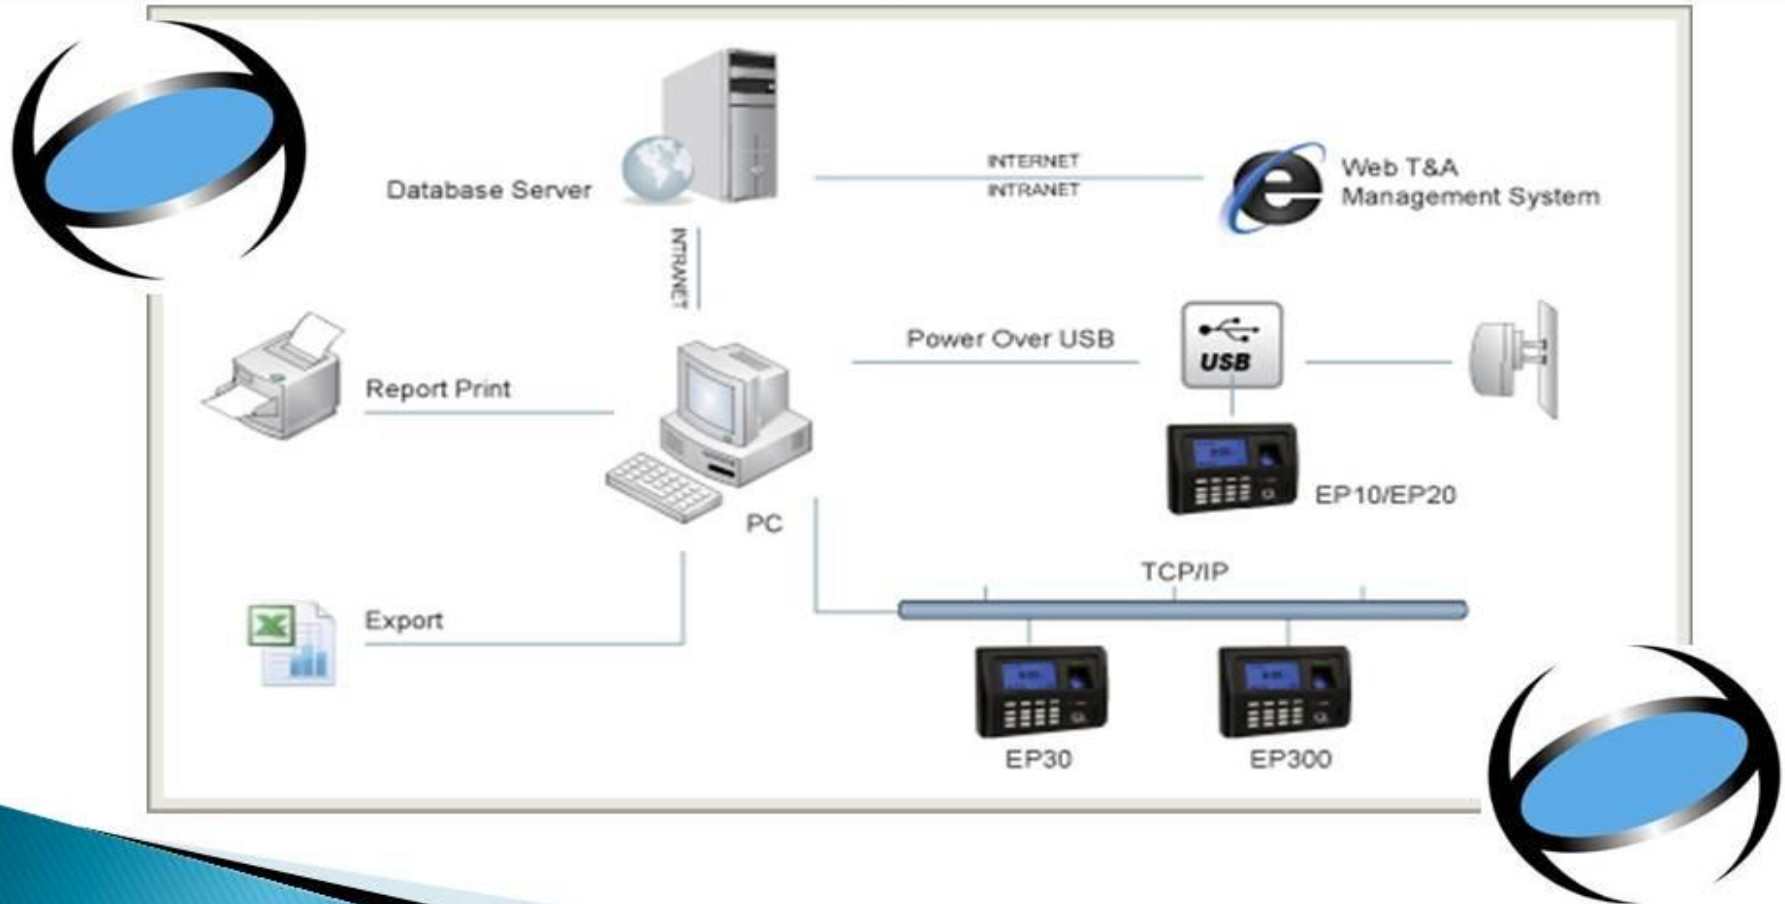 INTERNET
INTRANET
Database Server
Web T&A
Management System
INTRANET
Power Over USB
USB
Report Print
EP10/EP20
PC
TCP/IP
Export
EP30
EP300